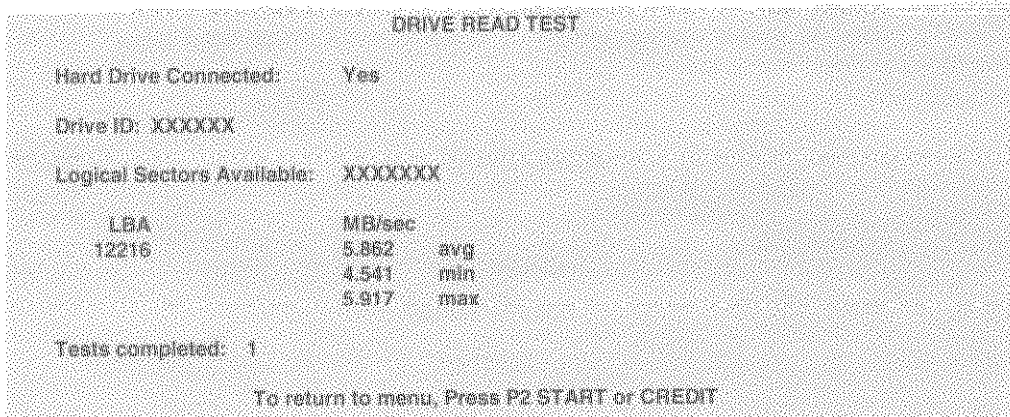 DRIVE READ TEST
Hard Drive Connected: Yes
Drive ID: XXXXXX
Logical Sectors Available: XXXXXXX
LBA MB/sec
12216 5.862 avg
4.541 min
5.917 max
Tests completed: 1
To return to menu, Press P2 START or CREDIT